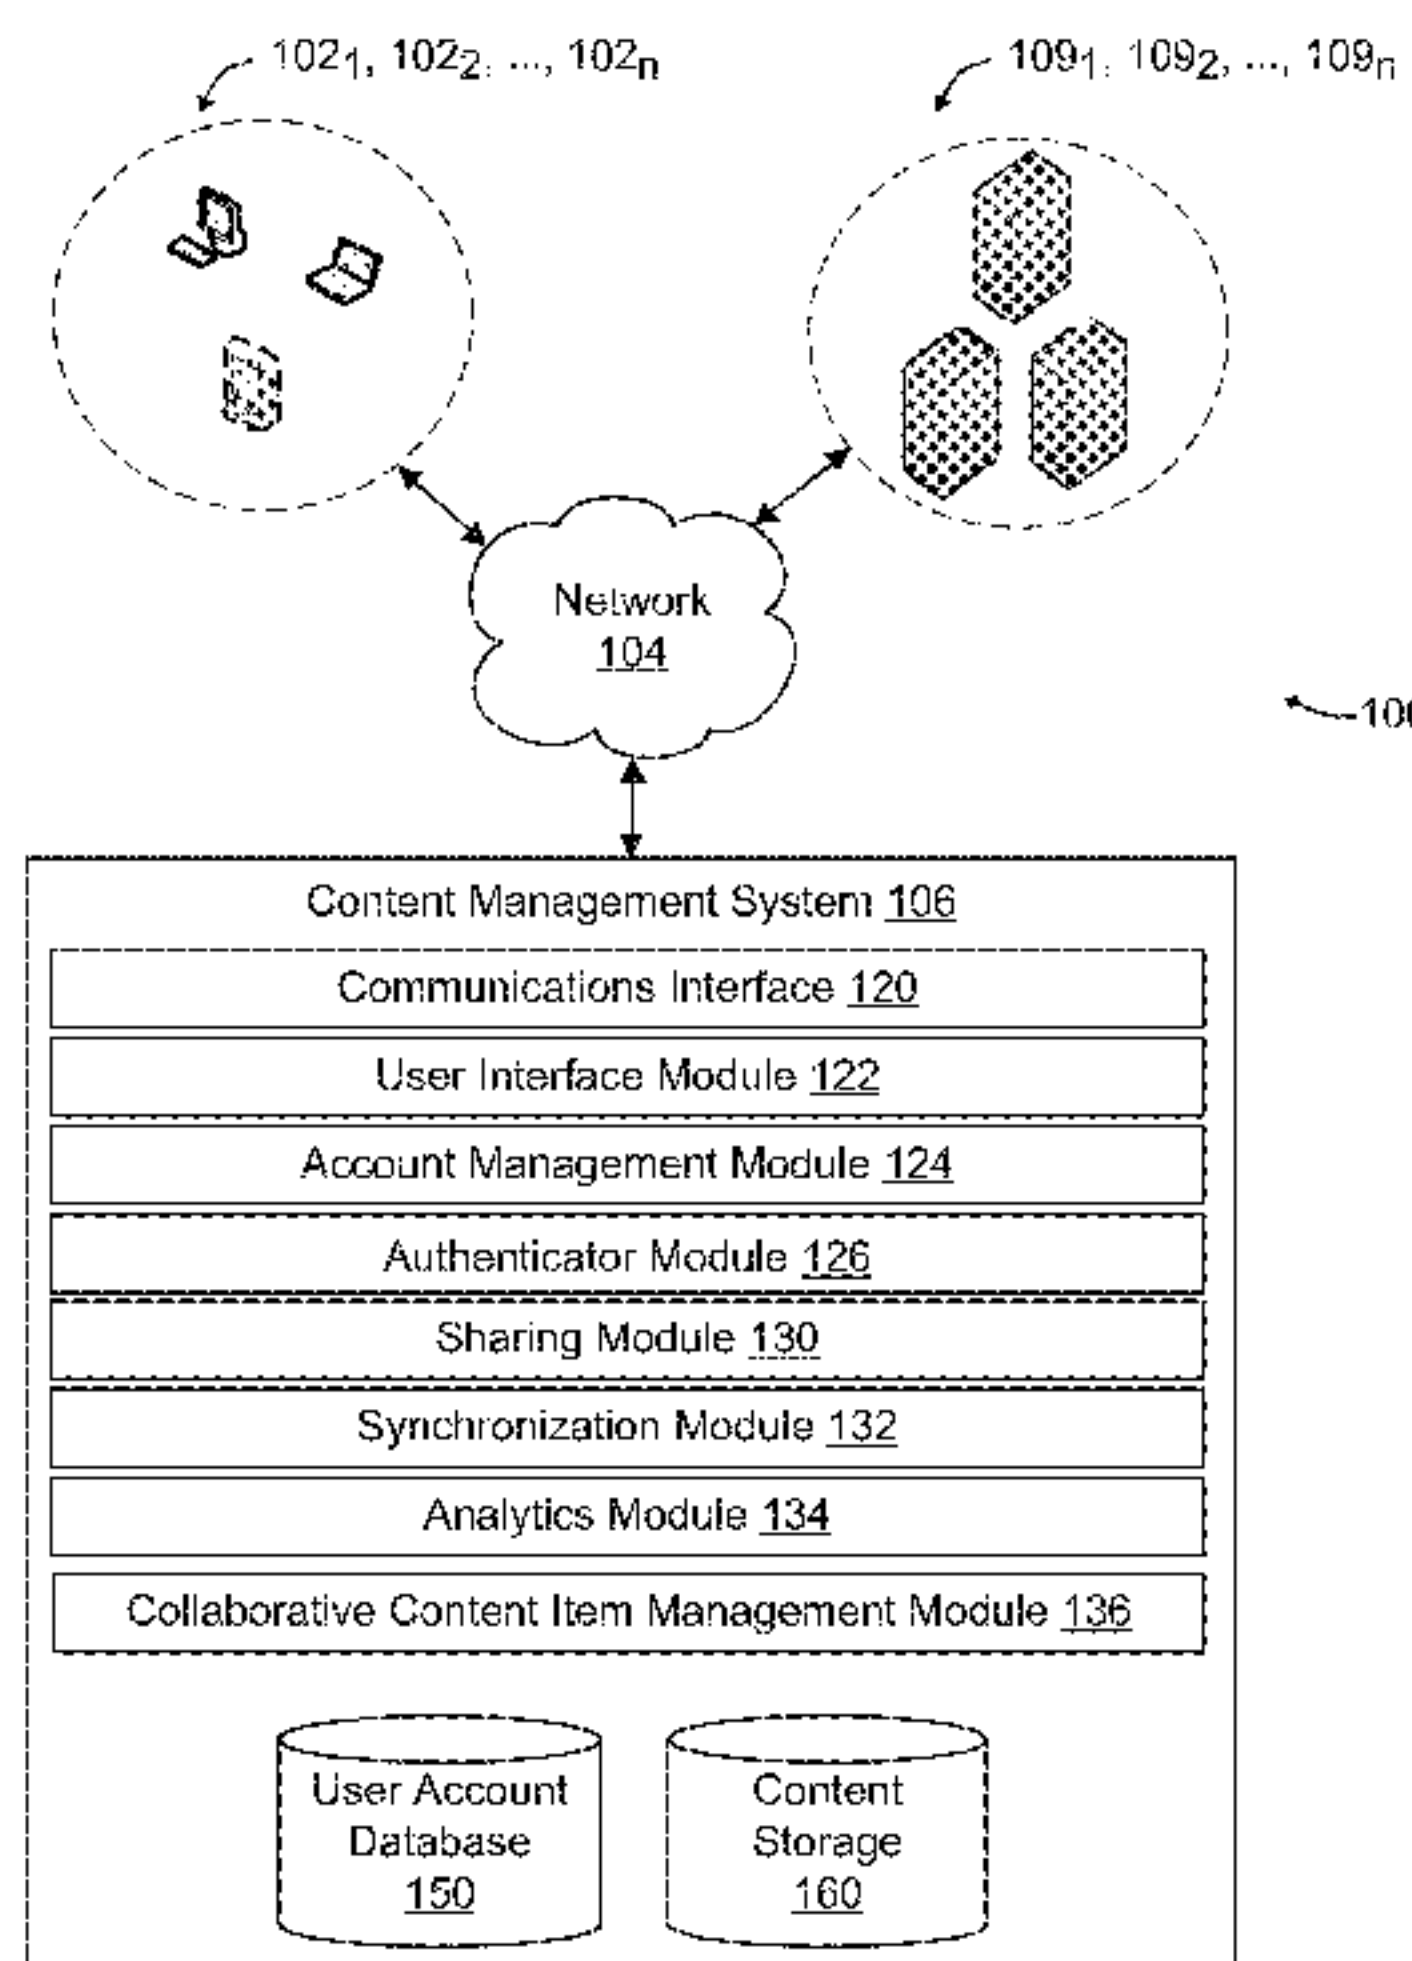 102₁, 102₂, ..., 102ₙ
109₁, 109₂, ..., 109ₙ
Network
104
Content Management System 106
Communications Interface 120
User Interface Module 122
Account Management Module 124
Authenticator Module 126
Sharing Module 130
Synchronization Module 132
Analytics Module 134
Collaborative Content Item Management Module 136
User Account
Database
150
Content
Storage
160